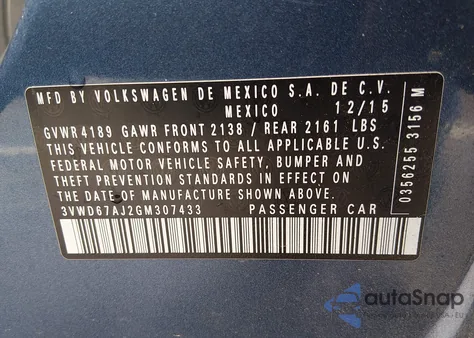 MFD BY VOLKSWAGEN DE MEXICO S.A. DE C.V.
MEXICO 12/15
GVWR 4189 GAWR FRONT 2138 / REAR 2161 LBS
THIS VEHICLE CONFORMS TO ALL APPLICABLE U.S.
FEDERAL MOTOR VEHICLE SAFETY, BUMPER AND
THEFT PREVENTION STANDARDS IN EFFECT ON
THE DATE OF MANUFACTURE SHOWN ABOVE.
3VWD67AJ2GM307433 PASSENGER CAR
0356255 3156 M
autoSnap